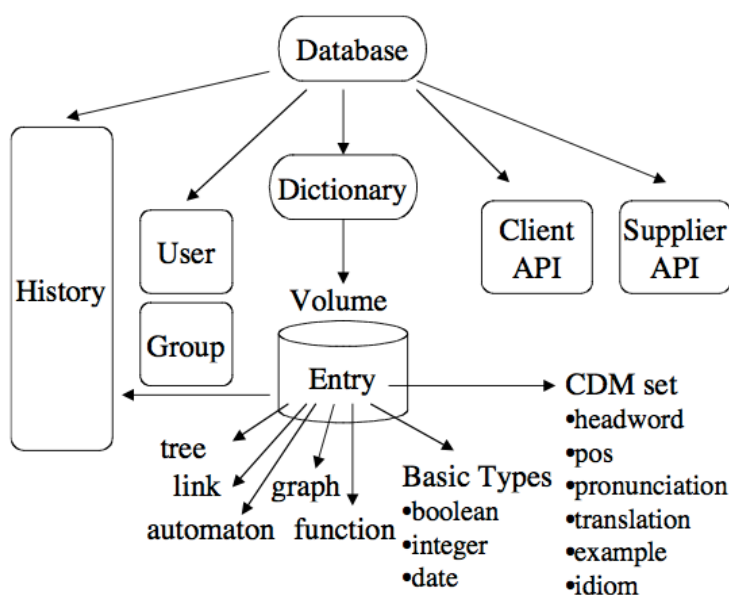 Database
Dictionary
User
Client
API
Supplier
API
History
Volume
Group
Entry
CDM set
•headword
•pos
•pronunciation
•translation
•example
•idiom
tree
link
graph
automaton
function
Basic Types
•boolean
•integer
•date